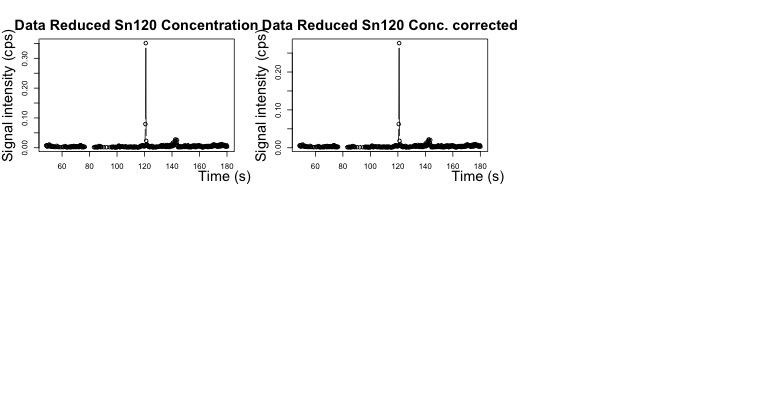 Data Reduced Sn120 Concentration
Signal intensity (cps)
0.00 0.10 0.20 0.30
60 80 100 120 140 160 180
Time (s)
Data Reduced Sn120 Conc. corrected
Signal intensity (cps)
0.00 0.10 0.20
60 80 100 120 140 160 180
Time (s)